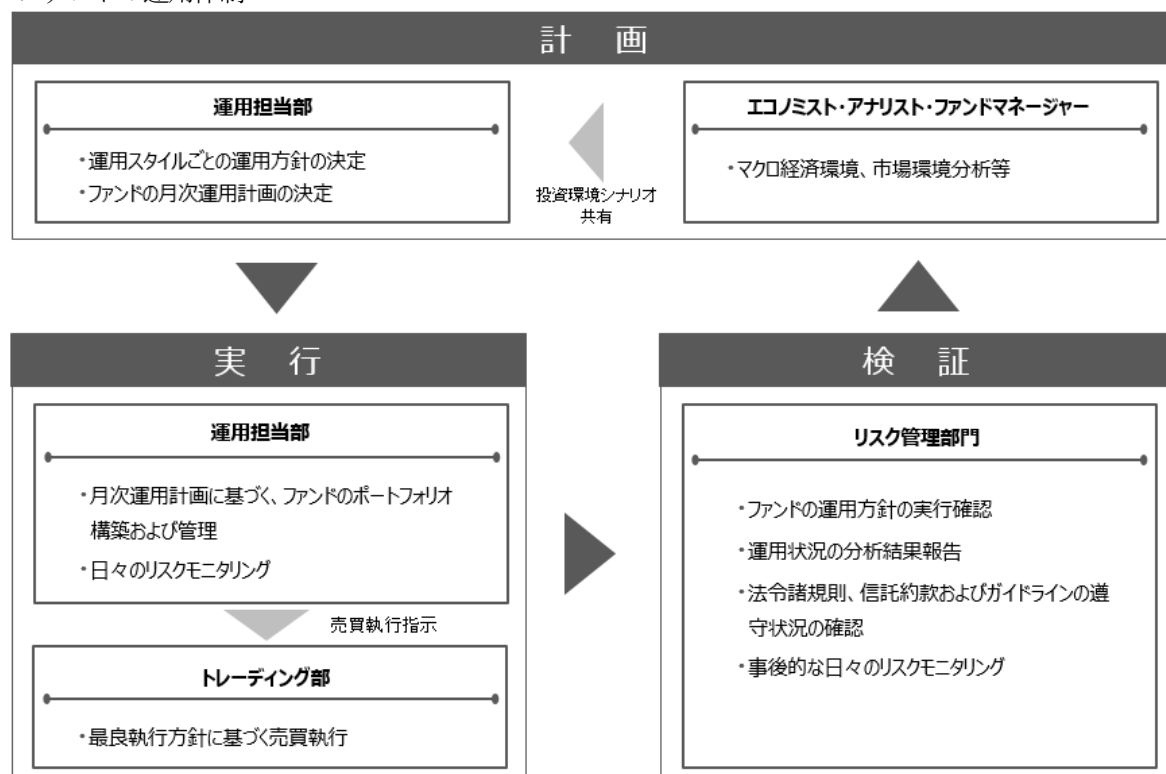 計 画
運用担当部
・運用スタイルごとの運用方針の決定
・ファンドの月次運用計画の決定
投資環境シナリオ
共有
エコノミスト・アナリスト・ファンドマネージャー
・マクロ経済環境、市場環境分析等
実 行
運用担当部
・月次運用計画に基づく、ファンドのポートフォリオ
構築および管理
・日々のリスクモニタリング
売買執行指示
トレーディング部
・最良執行方針に基づく売買執行
検 証
リスク管理部門
・ファンドの運用方針の実行確認
・運用状況の分析結果報告
・法令諸規則、信託約款およびガイドラインの遵
守状況の確認
・事後的な日々のリスクモニタリング